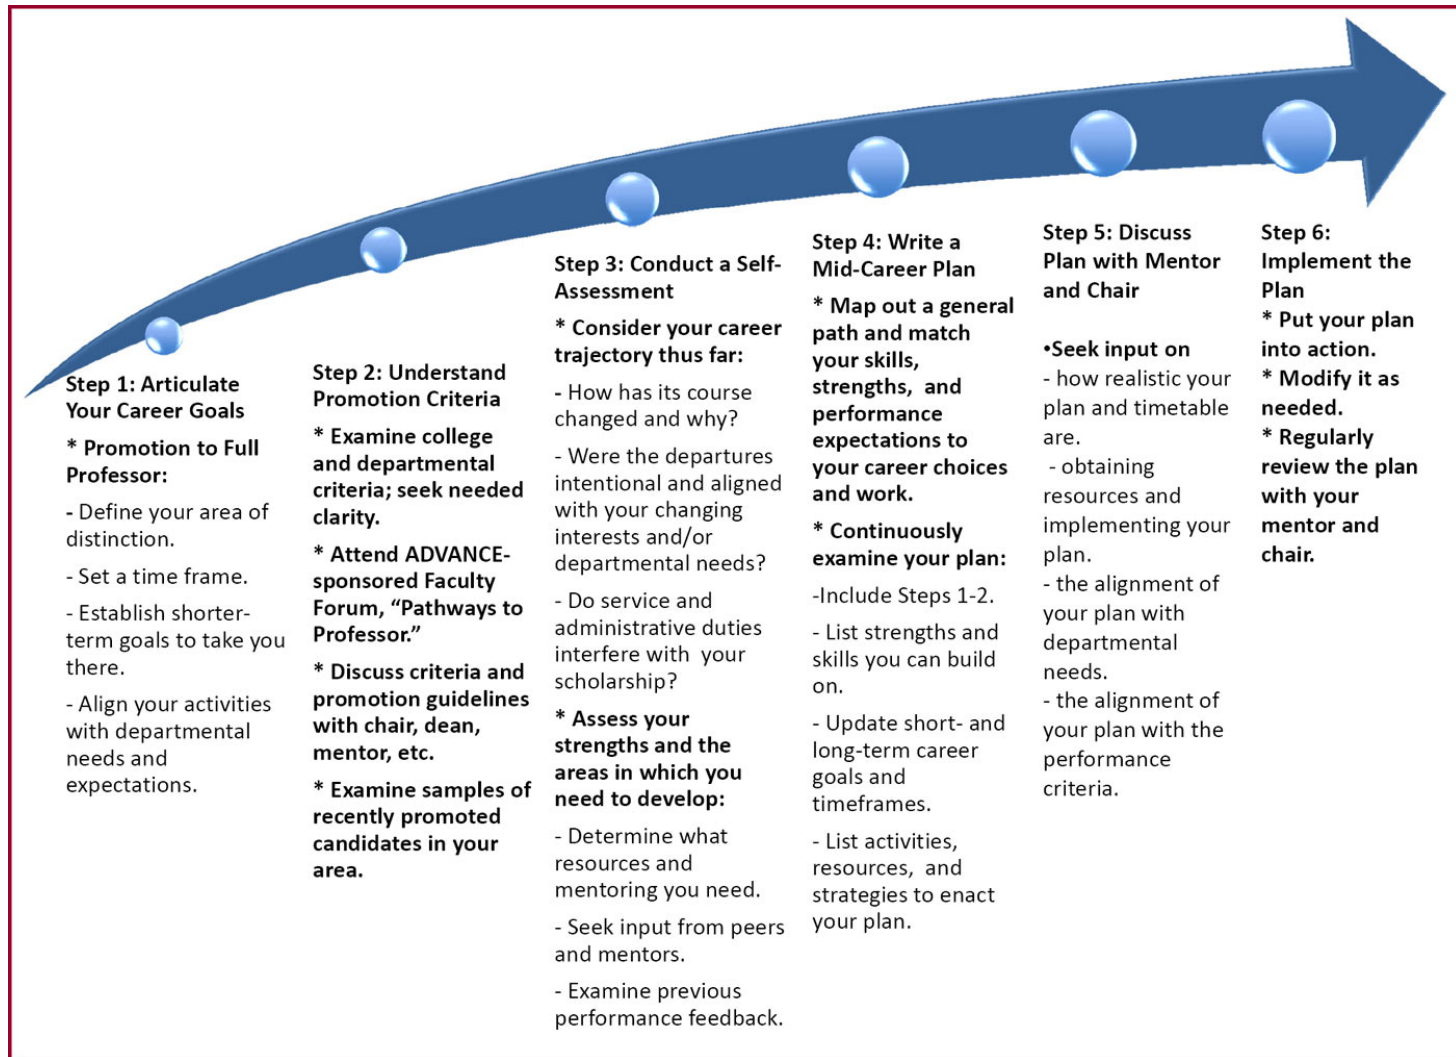 Step 1: Articulate
Your Career Goals
* Promotion to Full
Professor:
- Define your area of
distinction.
- Set a time frame.
- Establish shorter-
term goals to take you
there.
- Align your activities
with departmental
needs and
expectations.
Step 2: Understand
Promotion Criteria
* Examine college
and departmental
criteria; seek needed
clarity.
* Attend ADVANCE-
sponsored Faculty
Forum, “Pathways to
Professor.”
* Discuss criteria and
promotion guidelines
with chair, dean,
mentor, etc.
* Examine samples of
recently promoted
candidates in your
area.
Step 3: Conduct a Self-
Assessment
* Consider your career
trajectory thus far:
- How has its course
changed and why?
- Were the departures
intentional and aligned
with your changing
interests and/or
departmental needs?
- Do service and
administrative duties
interfere with  your
scholarship?
* Assess your
strengths and the
areas in which you
need to develop:
- Determine what
resources and
mentoring you need.
- Seek input from peers
and mentors.
- Examine previous
performance feedback.
Step 4: Write a
Mid-Career Plan
* Map out a general
path and match
your skills,
strengths,  and
performance
expectations to
your career choices
and work.
* Continuously
examine your plan:
-Include Steps 1-2.
- List strengths and
skills you can build
on.
- Update short- and
long-term career
goals and
timeframes.
- List activities,
resources,  and
strategies to enact
your plan.
Step 5: Discuss
Plan with Mentor
and Chair
•Seek input on
- how realistic your
plan and timetable
are.
- obtaining
resources and
implementing your
plan.
- the alignment of
your plan with
departmental
needs.
- the alignment of
your plan with the
performance
criteria.
Step 6:
Implement the
Plan
* Put your plan
into action.
* Modify it as
needed.
* Regularly
review the plan
with your
mentor and
chair.